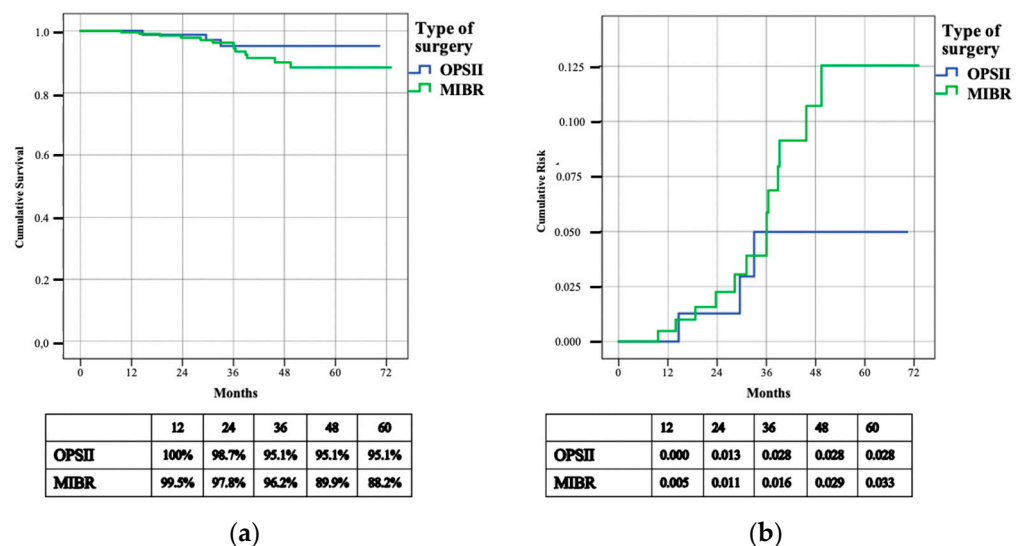 Type of
surgery
OPSII
MIBR
1.0
0.8
0.6
0.4
0.2
0,0
Cumulative Survival
0 12 24 36 48 60 72
Months
12 24 36 48 60
OPSII 100% 98.7% 95.1% 95.1% 95.1%
MIBR 99.5% 97.8% 96.2% 89.9% 88.2%
(a)
Type of
surgery
OPSII
MIBR
0.125
0.100
0.075
0.050
0.025
0.000
Cumulative Risk
0 12 24 36 48 60 72
Months
12 24 36 48 60
OPSII 0.000 0.013 0.028 0.028 0.028
MIBR 0.005 0.011 0.016 0.029 0.033
(b)